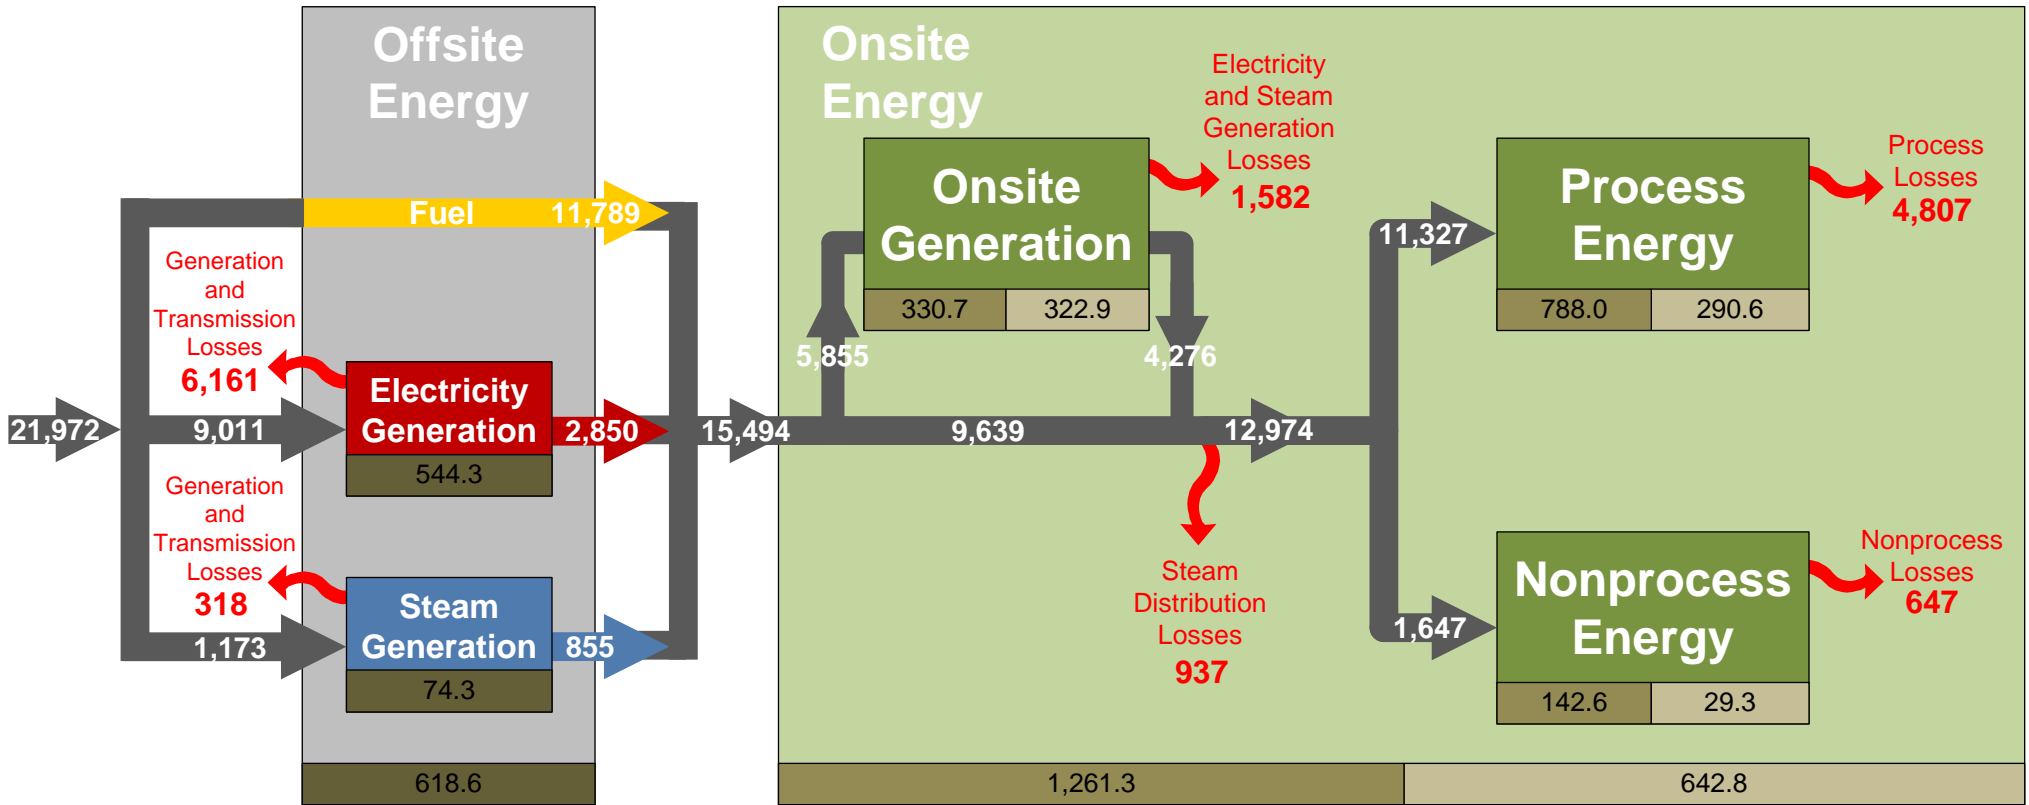 Offsite
Energy
Onsite
Energy
Electricity
and Steam
Generation
Losses
1,582
Onsite
Generation
330.7 322.9
Process
Energy
788.0 290.6
Process
Losses
4,807
Fuel 11,789
11,327
Generation
and
Transmission
Losses
6,161
5,855
4,276
Electricity
Generation
544.3
21,972
9,011
2,850
15,494
9,639
12,974
Generation
and
Transmission
Losses
318
Steam
Generation
74.3
1,173
855
Steam
Distribution
Losses
937
1,647
Nonprocess
Energy
142.6 29.3
Nonprocess
Losses
647
618.6
1,261.3
642.8